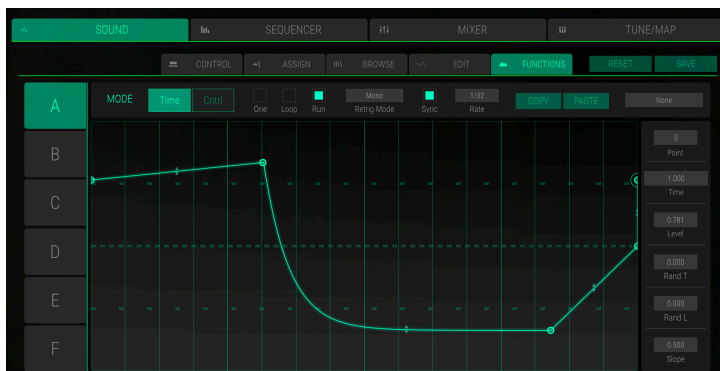 SOUND SEQUENCER MIXER TUNE/MAP
CONTROL ASSIGN BROWSE EDIT FUNCTIONS RESET SAVE
A
B
C
D
E
F
MODE Time Cntrl One Loop Run Mono Retrig Mode Sync 1/32 Rate COPY PASTE None
5
Point
1.000
Time
0.781
Level
0.000
Rand T
0.000
Rand L
0.500
Slope